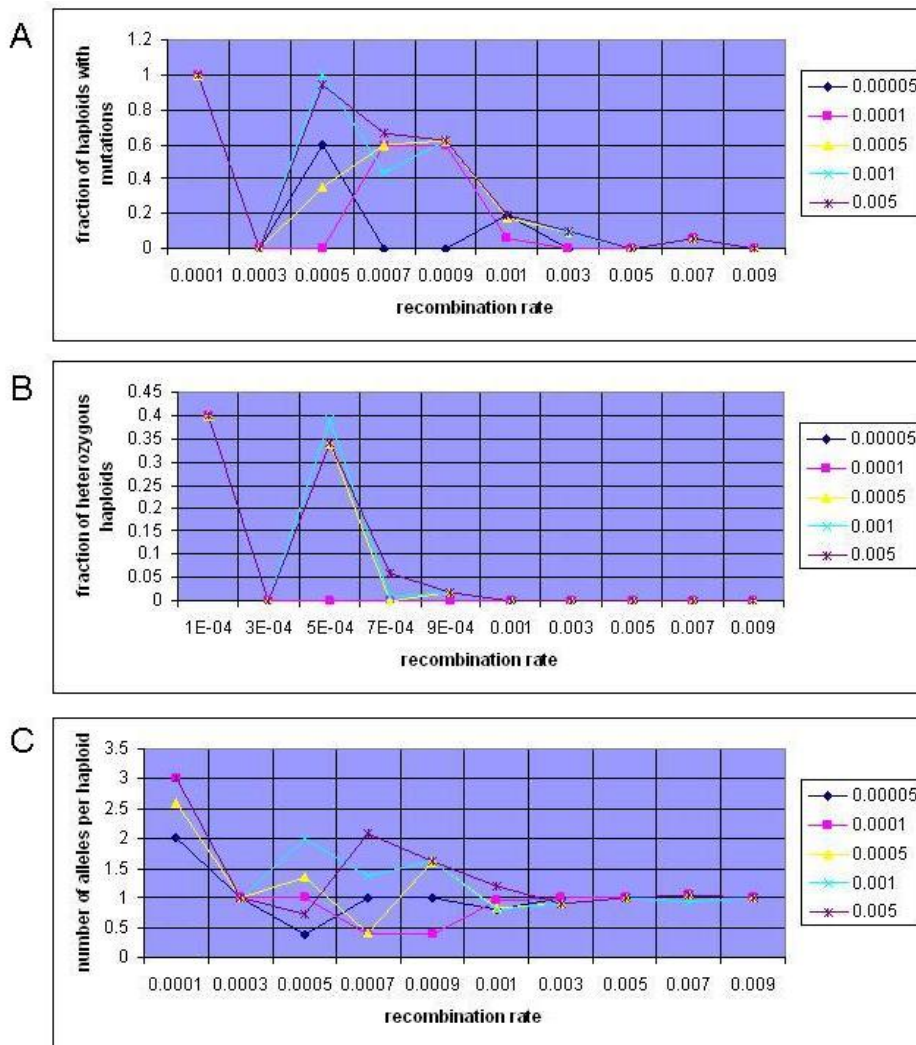 A
fraction of haploids with
mutations
1.2
1
0.8
0.6
0.4
0.2
0
0.0001 0.0003 0.0005 0.0007 0.0009 0.001 0.003 0.005 0.007 0.009
recombination rate
0.00005
0.0001
0.0005
0.001
0.005
B
fraction of heterozygous
haploids
0.45
0.4
0.35
0.3
0.25
0.2
0.15
0.1
0.05
0
1E-04 3E-04 5E-04 7E-04 9E-04 0.001 0.003 0.005 0.007 0.009
recombination rate
0.00005
0.0001
0.0005
0.001
0.005
C
number of alleles per haploid
3.5
3
2.5
2
1.5
1
0.5
0
0.0001 0.0003 0.0005 0.0007 0.0009 0.001 0.003 0.005 0.007 0.009
recombination rate
0.00005
0.0001
0.0005
0.001
0.005